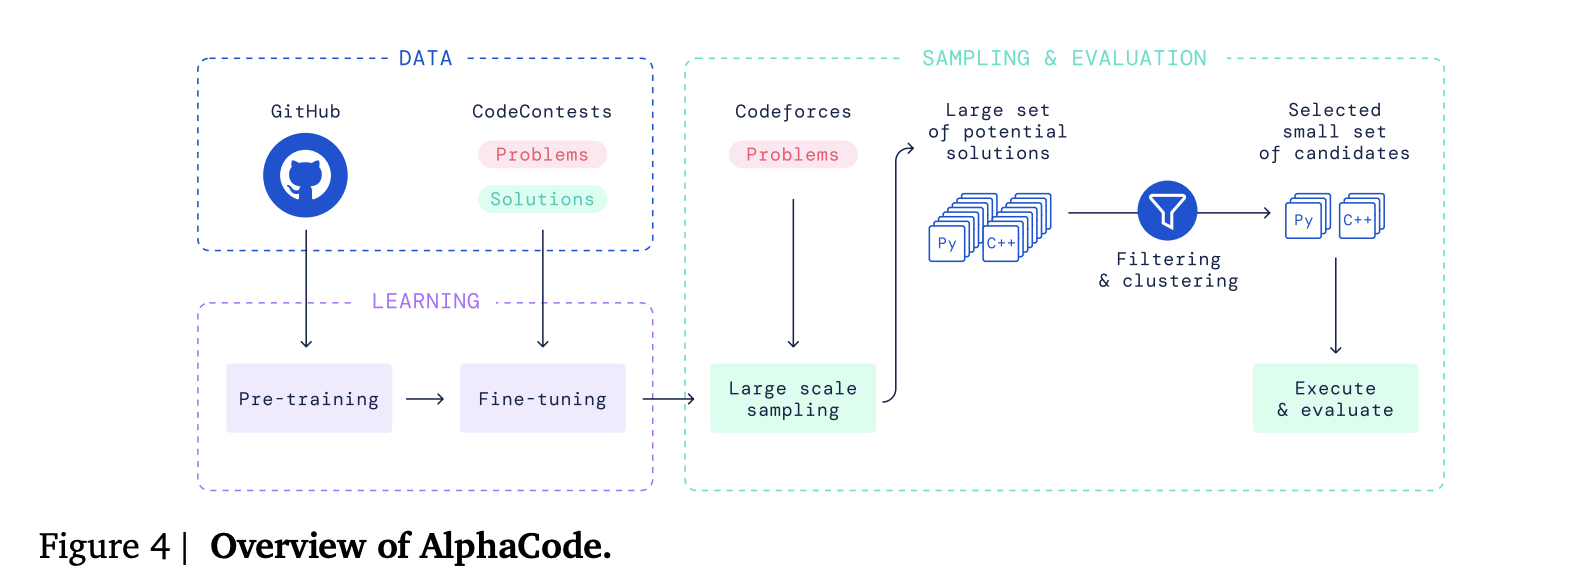 DATA
GitHub
CodeContests
Problems
Solutions
LEARNING
Pre-training
Fine-tuning
SAMPLING & EVALUATION
Codeforces
Problems
Large scale
sampling
Large set
of potential
solutions
Py
C++
Filtering
& clustering
Selected
small set
of candidates
Py
C++
Execute
& evaluate
Figure 4 | Overview of AlphaCode.